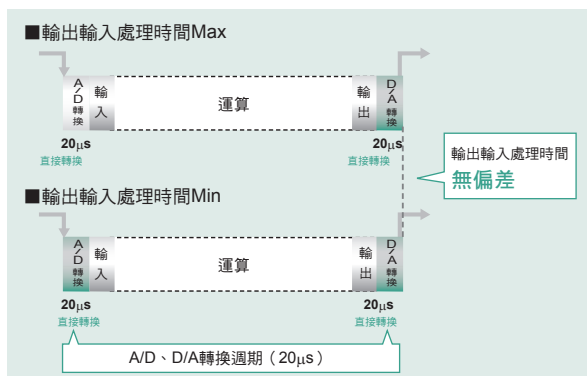 ■輸出輸入處理時間Max
A/D轉換
輸入
運算
輸出
D/A轉換
20μs
直接轉換
20μs
直接轉換
輸出輸入處理時間
無偏差
■輸出輸入處理時間Min
A/D轉換
輸入
運算
輸出
D/A轉換
20μs
直接轉換
20μs
直接轉換
A/D、D/A轉換週期（20μs）